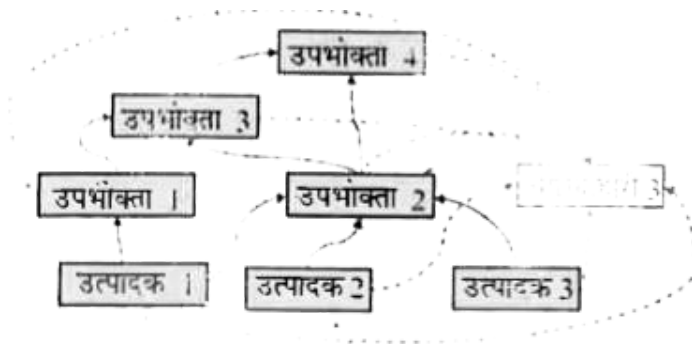 उपभोक्ता 4
उपभोक्ता 3
उपभोक्ता 1
उपभोक्ता 2
उत्पादक 1
उत्पादक 2
उत्पादक 3